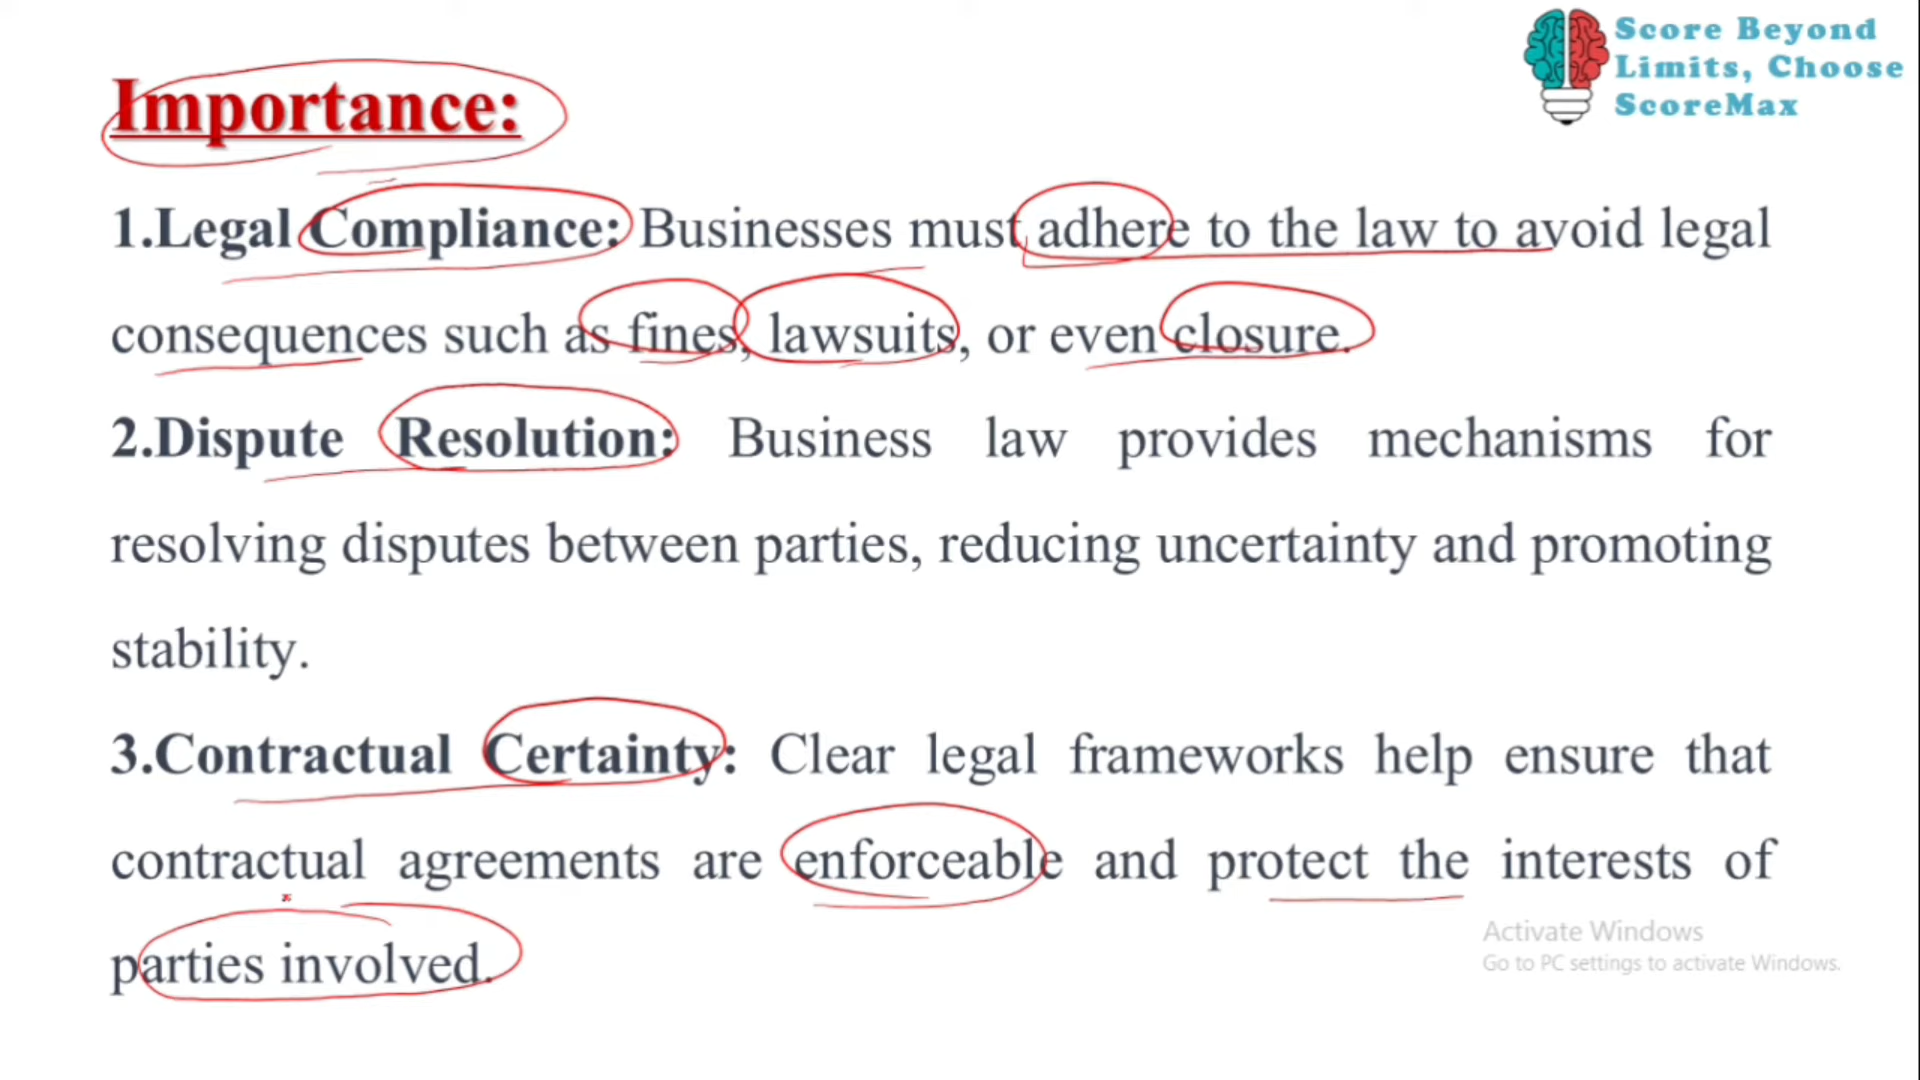 Score Beyond
Limits, Choose
ScoreMax
Importance:
1.Legal Compliance: Businesses must adhere to the law to avoid legal
consequences such as fines, lawsuits, or even closure.
2.Dispute Resolution: Business law provides mechanisms for
resolving disputes between parties, reducing uncertainty and promoting
stability.
3.Contractual Certainty: Clear legal frameworks help ensure that
contractual agreements are enforceable and protect the interests of
parties involved.
Activate Windows
Go to PC settings to activate Windows.